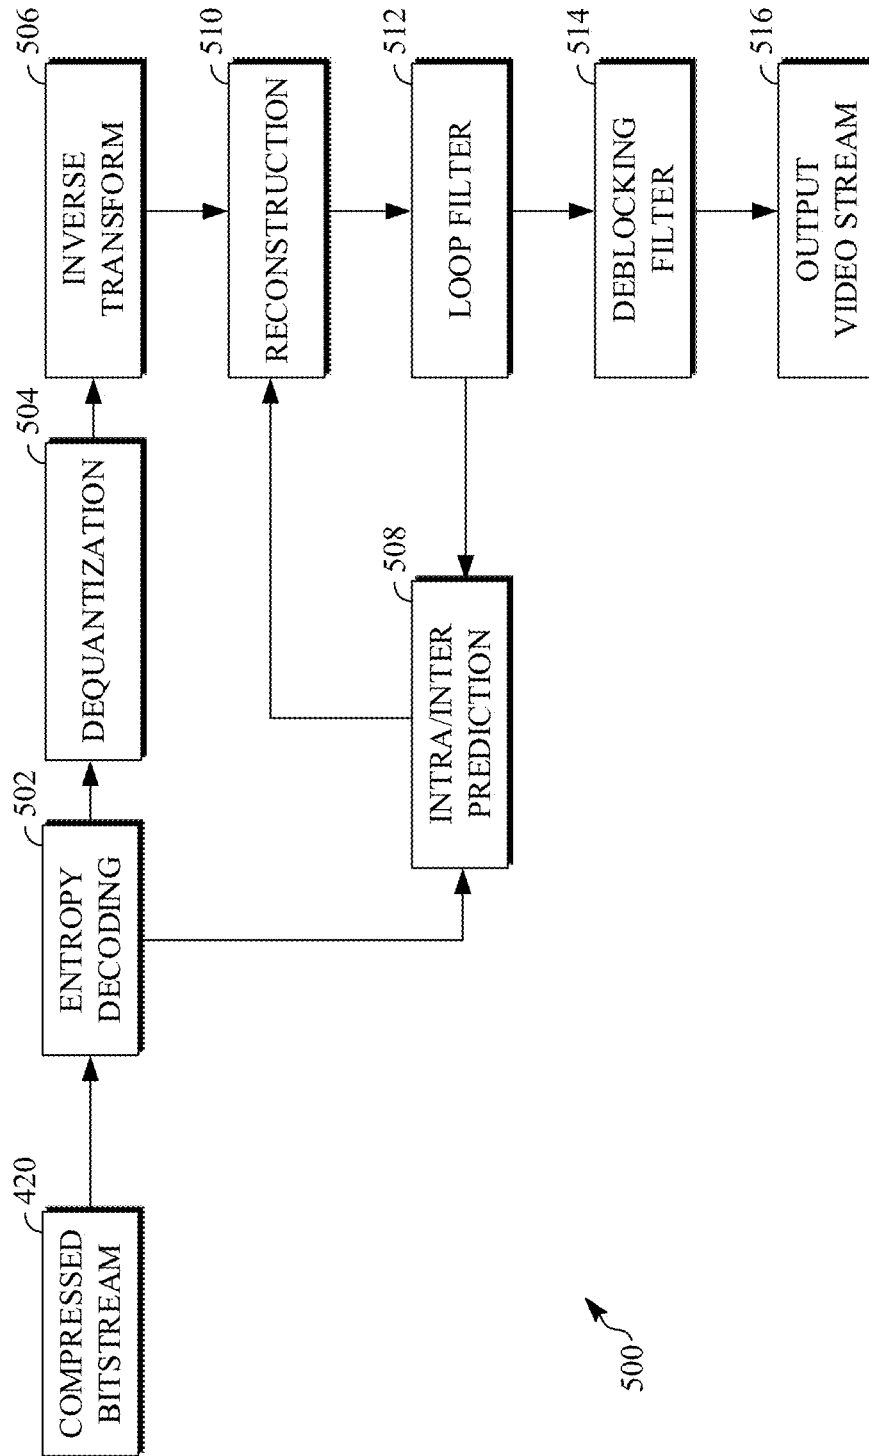 420
COMPRESSED
BITSTREAM
502
ENTROPY
DECODING
504
DEQUANTIZATION
506
INVERSE
TRANSFORM
508
INTRA/INTER
PREDICTION
510
RECONSTRUCTION
512
LOOP FILTER
514
DEBLOCKING
FILTER
516
OUTPUT
VIDEO STREAM
500